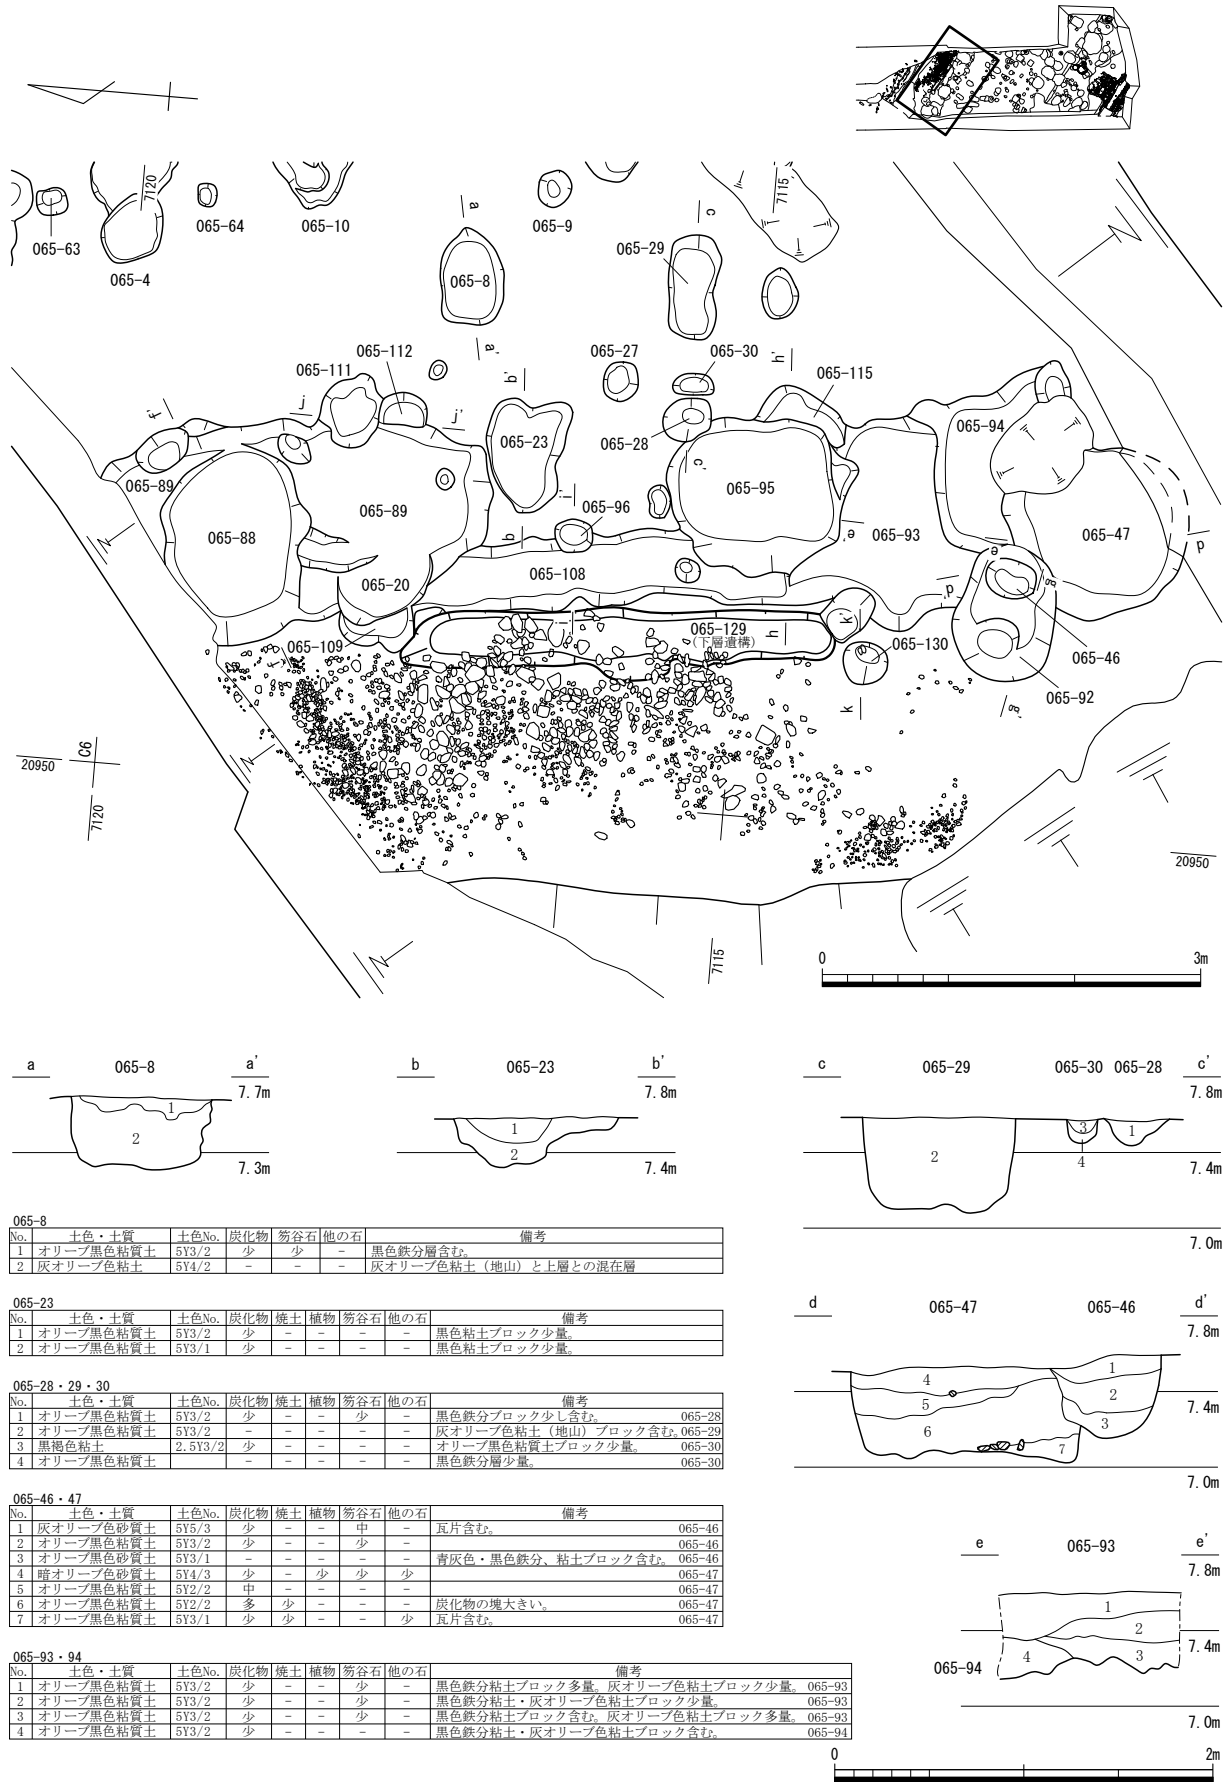 7120
7115
065-63
065-4
065-64
065-10
065-9
065-8
065-29
a
c
a'
065-111
065-112
065-27
065-30
h'
065-115
b'
f'
j
j'
065-94
065-89
065-23
065-28
c'
065-88
065-89
i'
065-96
065-95
065-93
e'
065-47
b
d
065-20
065-108
e
g
d'
065-109
i
065-129
(下層遺構)
h
k'
065-130
065-46
f
065-92
k
g'
C6
20950
7120
20950
7115
0 3m
a 065-8 a'
7.7m
1
2
7.3m
b 065-23 b'
7.8m
1
2
7.4m
c 065-29 065-30 065-28 c'
7.8m
2 3 1
4
7.4m
7.0m
065-8
No. 土色・土質 土色No. 炭化物 笏谷石 他の石 備考
1 オリーブ黒色粘質土 5Y3/2 少 少 - 黒色鉄分層含む。
2 灰オリーブ色粘土 5Y4/2 - - - 灰オリーブ色粘土（地山）と上層との混在層
065-23
No. 土色・土質 土色No. 炭化物 焼土 植物 笏谷石 他の石 備考
1 オリーブ黒色粘質土 5Y3/2 少 - - - - 黒色粘土ブロック少量。
2 オリーブ黒色粘質土 5Y3/1 少 - - - - 黒色粘土ブロック少量。
065-28・29・30
No. 土色・土質 土色No. 炭化物 焼土 植物 笏谷石 他の石 備考
1 オリーブ黒色粘質土 5Y3/2 少 - - 少 - 黒色鉄分ブロック少し含む。 065-28
2 オリーブ黒色粘質土 5Y3/2 - - - - - 灰オリーブ色粘土（地山）ブロック含む。065-29
3 黒褐色粘土 2.5Y3/2 少 - - - - オリーブ黒色粘質土ブロック少量。 065-30
4 オリーブ黒色粘質土 - - - - - 黒色鉄分層少量。 065-30
065-46・47
No. 土色・土質 土色No. 炭化物 焼土 植物 笏谷石 他の石 備考
1 灰オリーブ色砂質土 5Y5/3 少 - - 中 - 瓦片含む。 065-46
2 オリーブ黒色粘質土 5Y3/2 少 - - 少 - 065-46
3 オリーブ黒色砂質土 5Y3/1 - - - - - 青灰色・黒色鉄分、粘土ブロック含む。 065-46
4 暗オリーブ色砂質土 5Y4/3 少 - 少 少 少 065-47
5 オリーブ黒色粘質土 5Y2/2 中 - - - - 065-47
6 オリーブ黒色粘質土 5Y2/2 多 少 - - - 炭化物の塊大きい。 065-47
7 オリーブ黒色粘質土 5Y3/1 少 少 - - 少 瓦片含む。 065-47
065-93・94
No. 土色・土質 土色No. 炭化物 焼土 植物 笏谷石 他の石 備考
1 オリーブ黒色粘質土 5Y3/2 少 - - 少 - 黒色鉄分粘土ブロック多量。灰オリーブ色粘土ブロック少量。 065-93
2 オリーブ黒色粘質土 5Y3/2 少 - - 少 - 黒色鉄分粘土・灰オリーブ色粘土ブロック少量。 065-93
3 オリーブ黒色粘質土 5Y3/2 少 - - 少 - 黒色鉄分粘土ブロック含む。灰オリーブ色粘土ブロック多量。 065-93
4 オリーブ黒色粘質土 5Y3/2 少 - - - - 黒色鉄分粘土・灰オリーブ色粘土ブロック含む。 065-94
d 065-47 065-46 d'
7.8m
4 1
5 2
6 3
7
7.4m
7.0m
e 065-93 e'
7.8m
1
2
4 3
7.4m
065-94
7.0m
0 2m